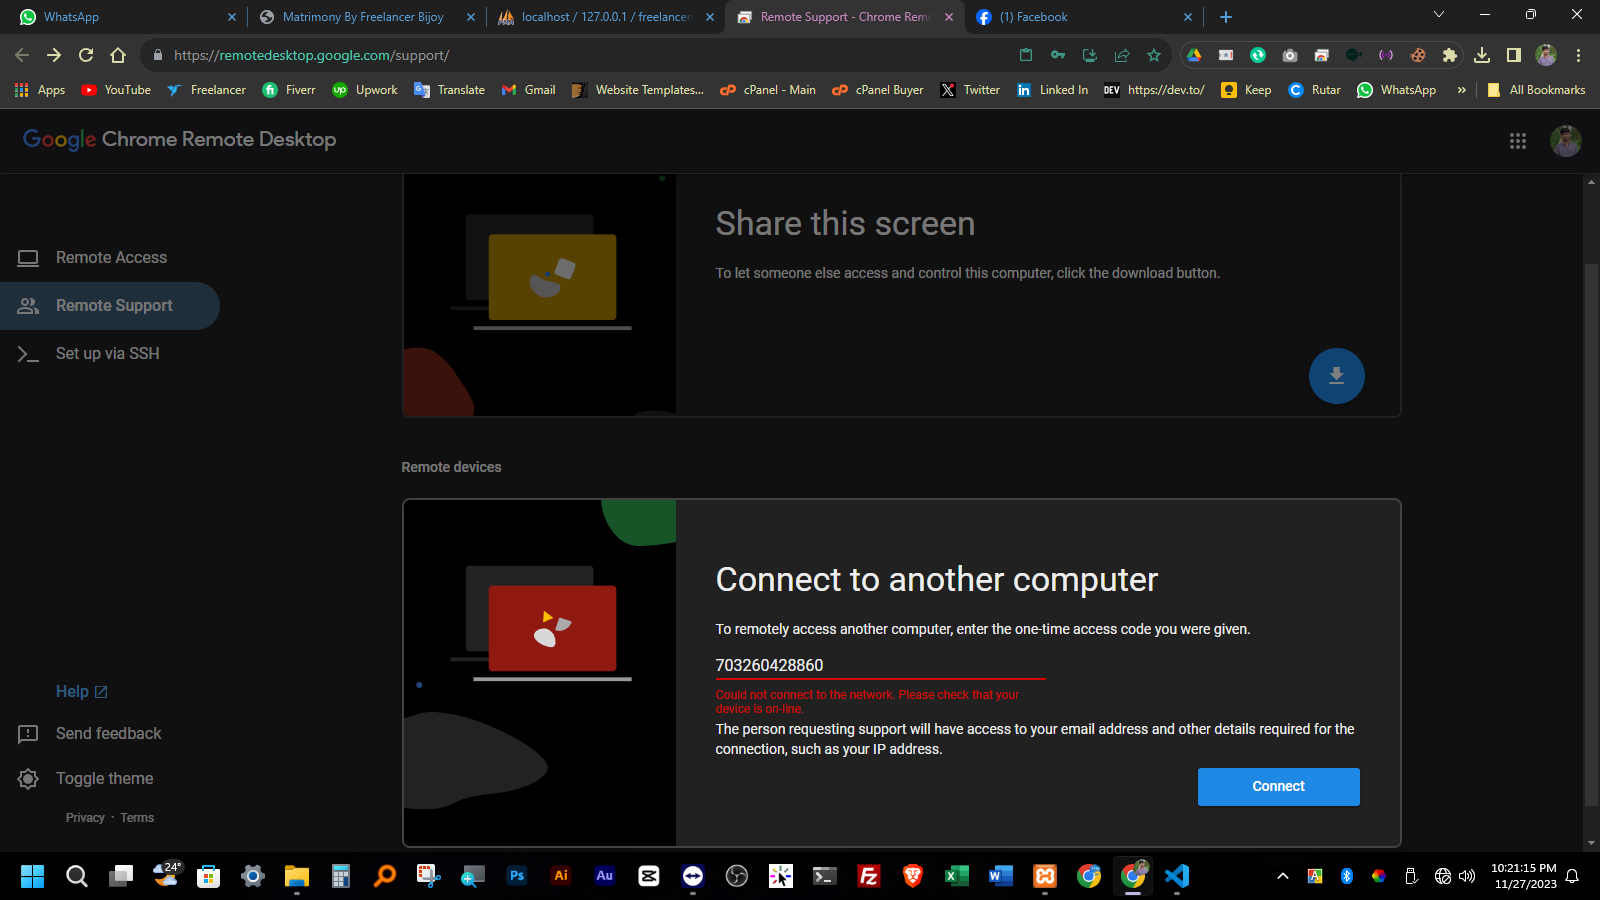 WhatsApp
Matrimony By Freelancer Bijoy
localhost / 127.0.0.1 / freelancer
Remote Support - Chrome Remo
(1) Facebook
https://remotedesktop.google.com/support/
Apps
YouTube
Freelancer
Fiverr
Upwork
Translate
Gmail
Website Templates...
cPanel - Main
cPanel Buyer
Twitter
Linked In
DEV https://dev.to/
Keep
Rutar
WhatsApp
»
All Bookmarks
Google Chrome Remote Desktop
Remote Access
Remote Support
Set up via SSH
Share this screen
To let someone else access and control this computer, click the download button.
Remote devices
Connect to another computer
To remotely access another computer, enter the one-time access code you were given.
703260428860
Could not connect to the network. Please check that your
device is on-line.
The person requesting support will have access to your email address and other details required for the
connection, such as your IP address.
Connect
Help
Send feedback
Toggle theme
Privacy · Terms
24°
Ps
Ai
Au
Fz
10:21:15 PM
11/27/2023